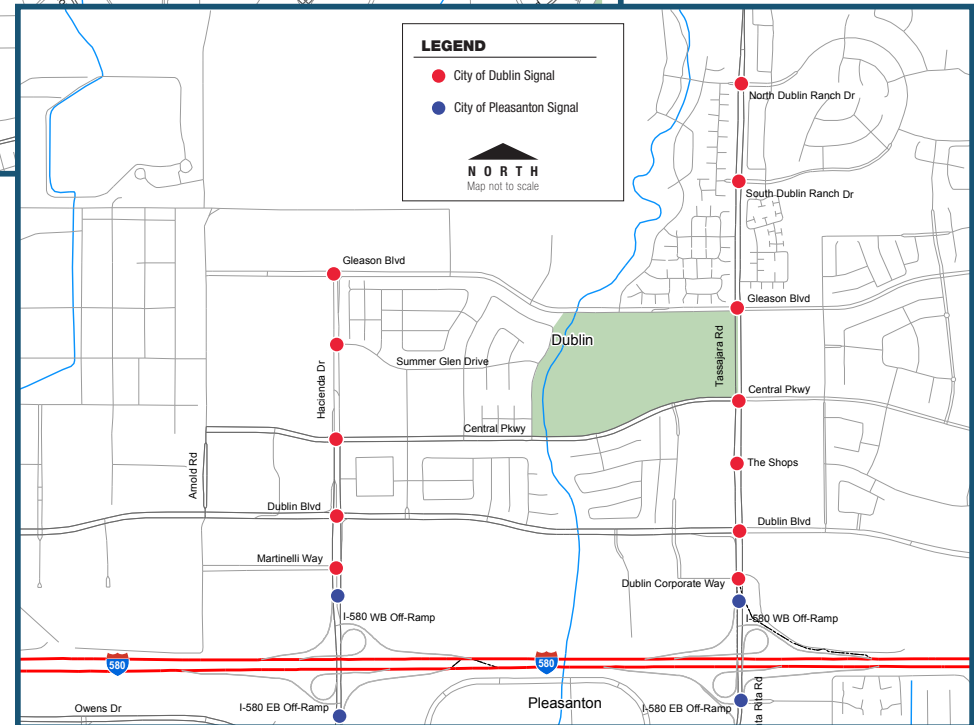 LEGEND
City of Dublin Signal
City of Pleasanton Signal
NORTH
Map not to scale
North Dublin Ranch Dr
South Dublin Ranch Dr
Gleason Blvd
Gleason Blvd
Dublin
Tassajara Rd
Summer Glen Drive
Hacienda Dr
Central Pkwy
Central Pkwy
Arnold Rd
The Shops
Dublin Blvd
Dublin Blvd
Martinelli Way
Dublin Corporate Way
I-580 WB Off-Ramp
I-580 WB Off-Ramp
580
580
Owens Dr
I-580 EB Off-Ramp
Pleasanton
I-580 EB Off-Ramp
ta Rita Rd